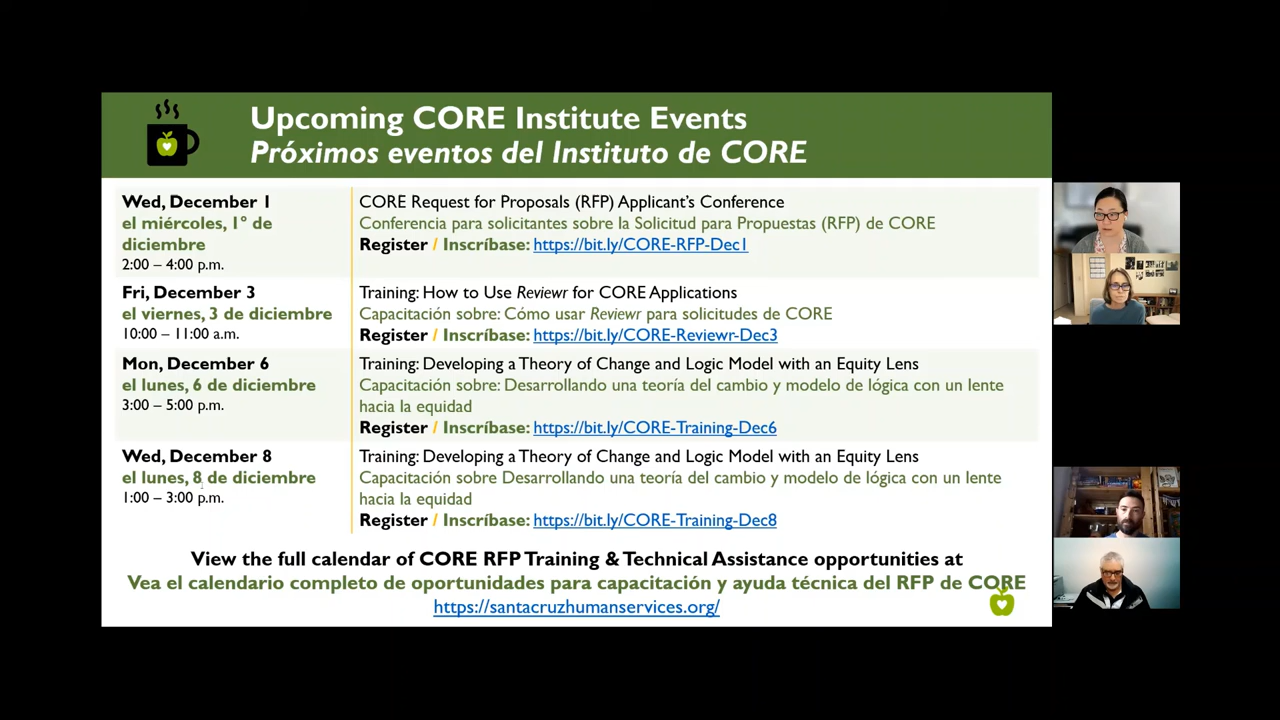 Upcoming CORE Institute Events
Próximos eventos del Instituto de CORE
Wed, December 1
el miércoles, 1° de
diciembre
2:00 – 4:00 p.m.
CORE Request for Proposals (RFP) Applicant's Conference
Conferencia para solicitantes sobre la Solicitud para Propuestas (RFP) de CORE
Register / Inscríbase: https://bit.ly/CORE-RFP-Dec1
Fri, December 3
el viernes, 3 de diciembre
10:00 – 11:00 a.m.
Training: How to Use Reviewr for CORE Applications
Capacitación sobre: Cómo usar Reviewr para solicitudes de CORE
Register / Inscríbase: https://bit.ly/CORE-Reviewr-Dec3
Mon, December 6
el lunes, 6 de diciembre
3:00 – 5:00 p.m.
Training: Developing a Theory of Change and Logic Model with an Equity Lens
Capacitación sobre: Desarrollando una teoría del cambio y modelo de lógica con un lente
hacia la equidad
Register / Inscríbase: https://bit.ly/CORE-Training-Dec6
Wed, December 8
el lunes, 8 de diciembre
1:00 – 3:00 p.m.
Training: Developing a Theory of Change and Logic Model with an Equity Lens
Capacitación sobre Desarrollando una teoría del cambio y modelo de lógica con un lente
hacia la equidad
Register / Inscríbase: https://bit.ly/CORE-Training-Dec8
View the full calendar of CORE RFP Training & Technical Assistance opportunities at
Vea el calendario completo de oportunidades para capacitación y ayuda técnica del RFP de CORE
https://santacruzhumanservices.org/